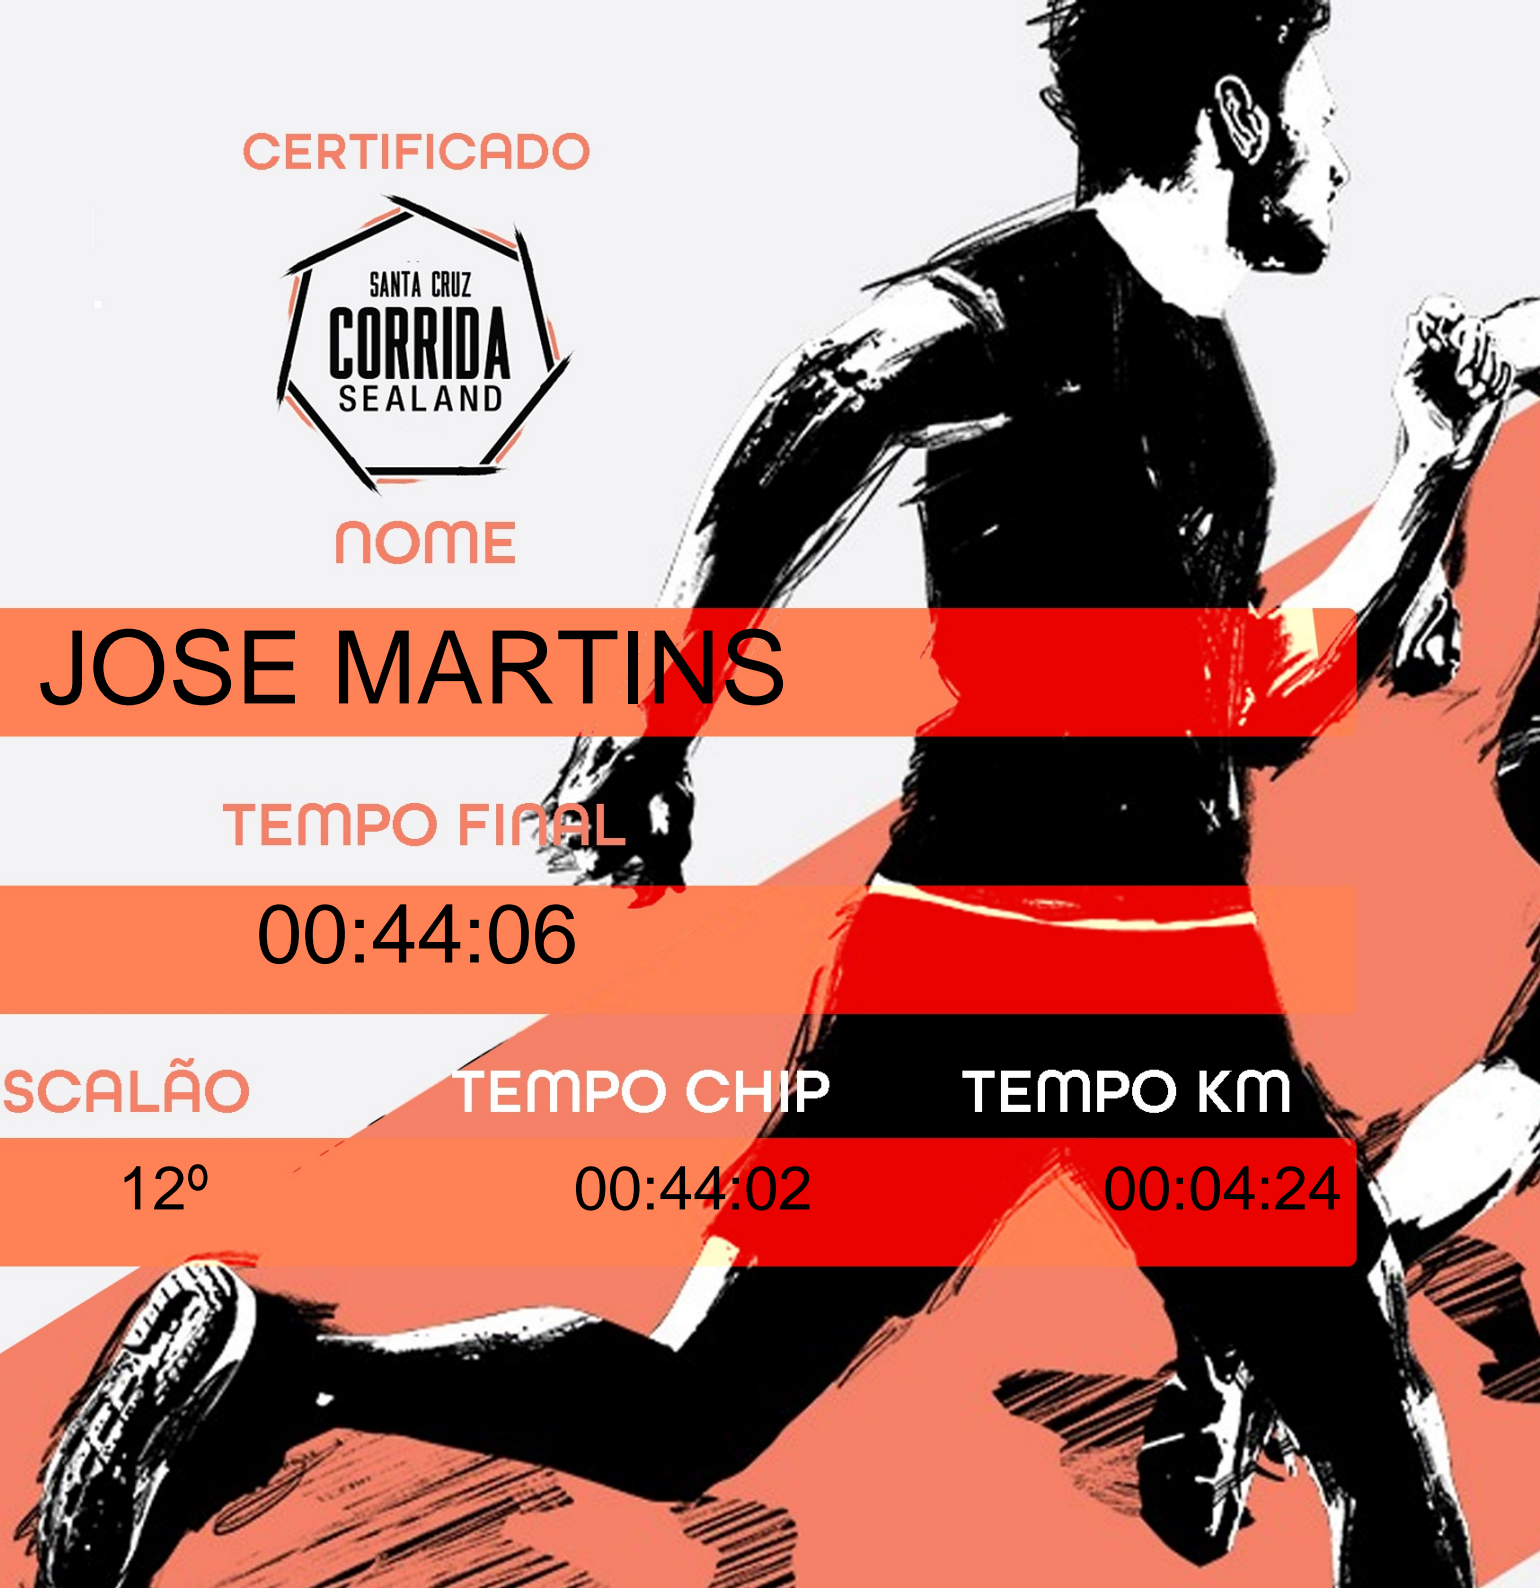 CERTIFICADO
SANTA CRUZ
CORRIDA
SEALAND
NOME
JOSE MARTINS
TEMPO FINAL
00:44:06
SCALÃO TEMPO CHIP TEMPO KM
12º 00:44:02 00:04:24